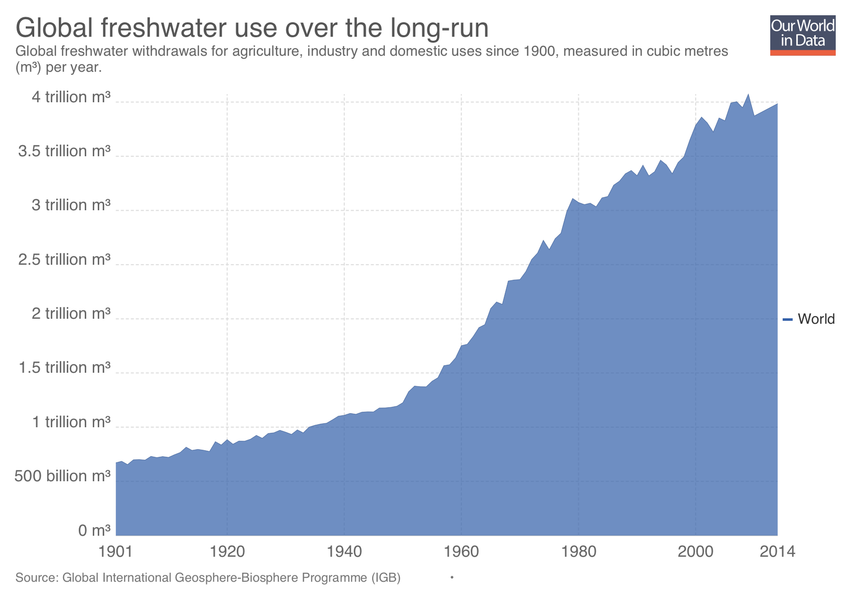 Global freshwater use over the long-run
Global freshwater withdrawals for agriculture, industry and domestic uses since 1900, measured in cubic metres
(m³) per year.
Our World
in Data
4 trillion m³
3.5 trillion m³
3 trillion m³
2.5 trillion m³
2 trillion m³
1.5 trillion m³
1 trillion m³
500 billion m³
0 m³
World
1901 1920 1940 1960 1980 2000 2014
Source: Global International Geosphere-Biosphere Programme (IGB) •